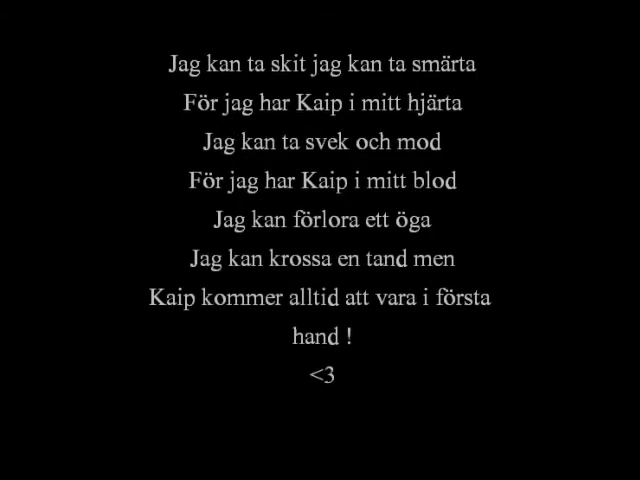 Jag kan ta skit jag kan ta smärta
För jag har Kaip i mitt hjärta
Jag kan ta svek och mod
För jag har Kaip i mitt blod
Jag kan förlora ett öga
Jag kan krossa en tand men
Kaip kommer alltid att vara i första
hand !
<3